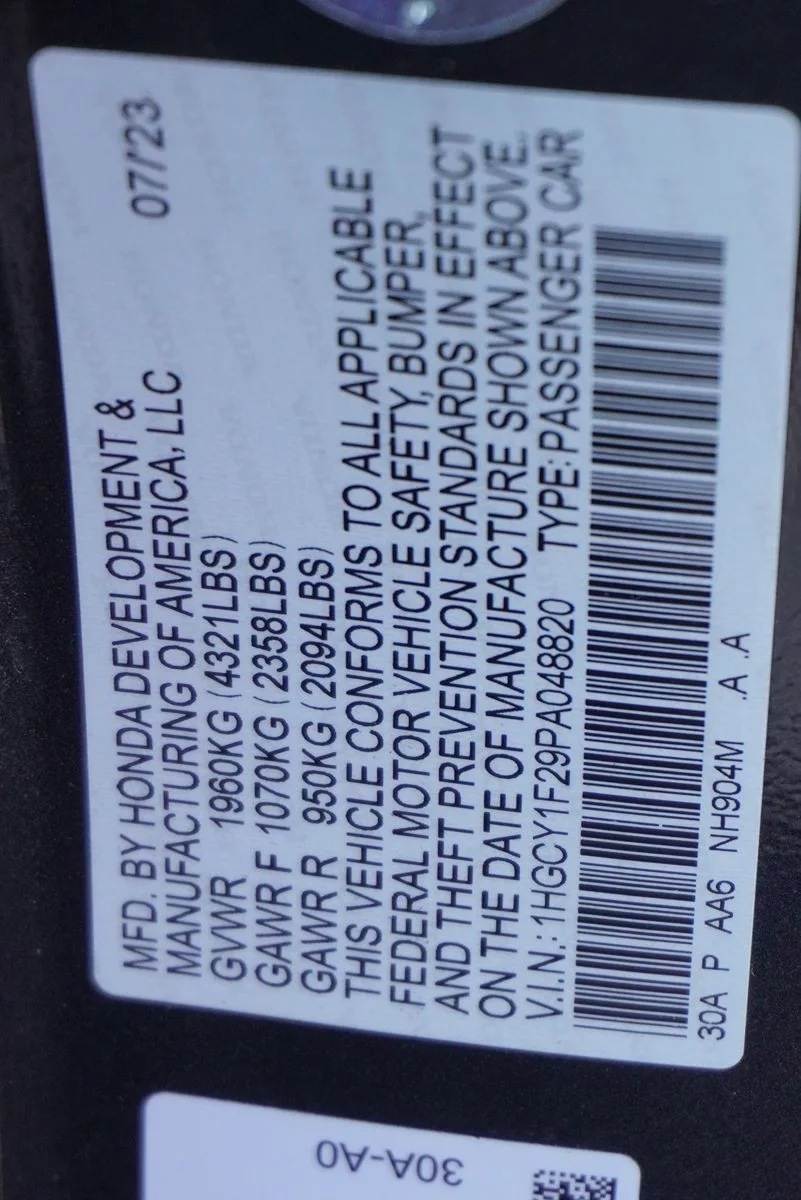 MFD. BY HONDA DEVELOPMENT &
MANUFACTURING OF AMERICA, LLC 07/'23
GVWR 1960KG (4321LBS)
GAWR F 1070KG (2358LBS)
GAWR R 950KG (2094LBS)
THIS VEHICLE CONFORMS TO ALL APPLICABLE
FEDERAL MOTOR VEHICLE SAFETY, BUMPER,
AND THEFT PREVENTION STANDARDS IN EFFECT
ON THE DATE OF MANUFACTURE SHOWN ABOVE.
V.I.N.: 1HGCY1F29PA048820 TYPE: PASSENGER CAR
30A P AA6 NH904M .A .A
30A-A0